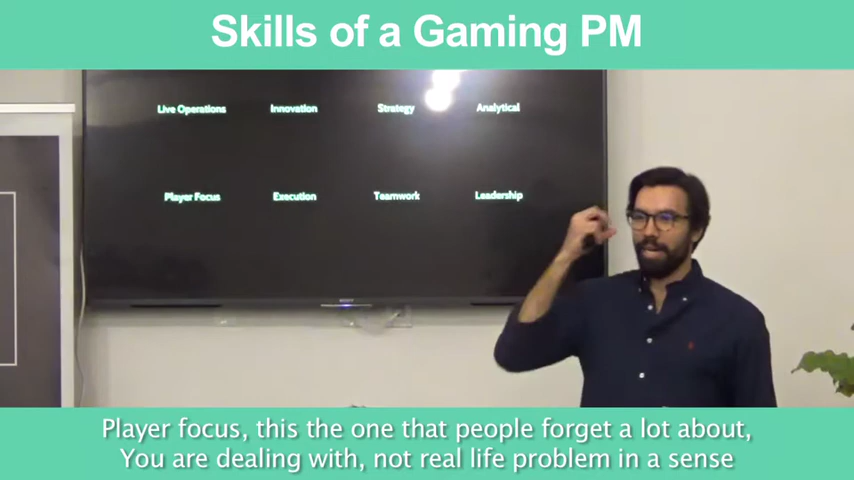 Skills of a Gaming PM
Live Operations Innovation Strategy Analytical
Player Focus Execution Teamwork Leadership
SONY
Player focus, this the one that people forget a lot about,
You are dealing with, not real life problem in a sense